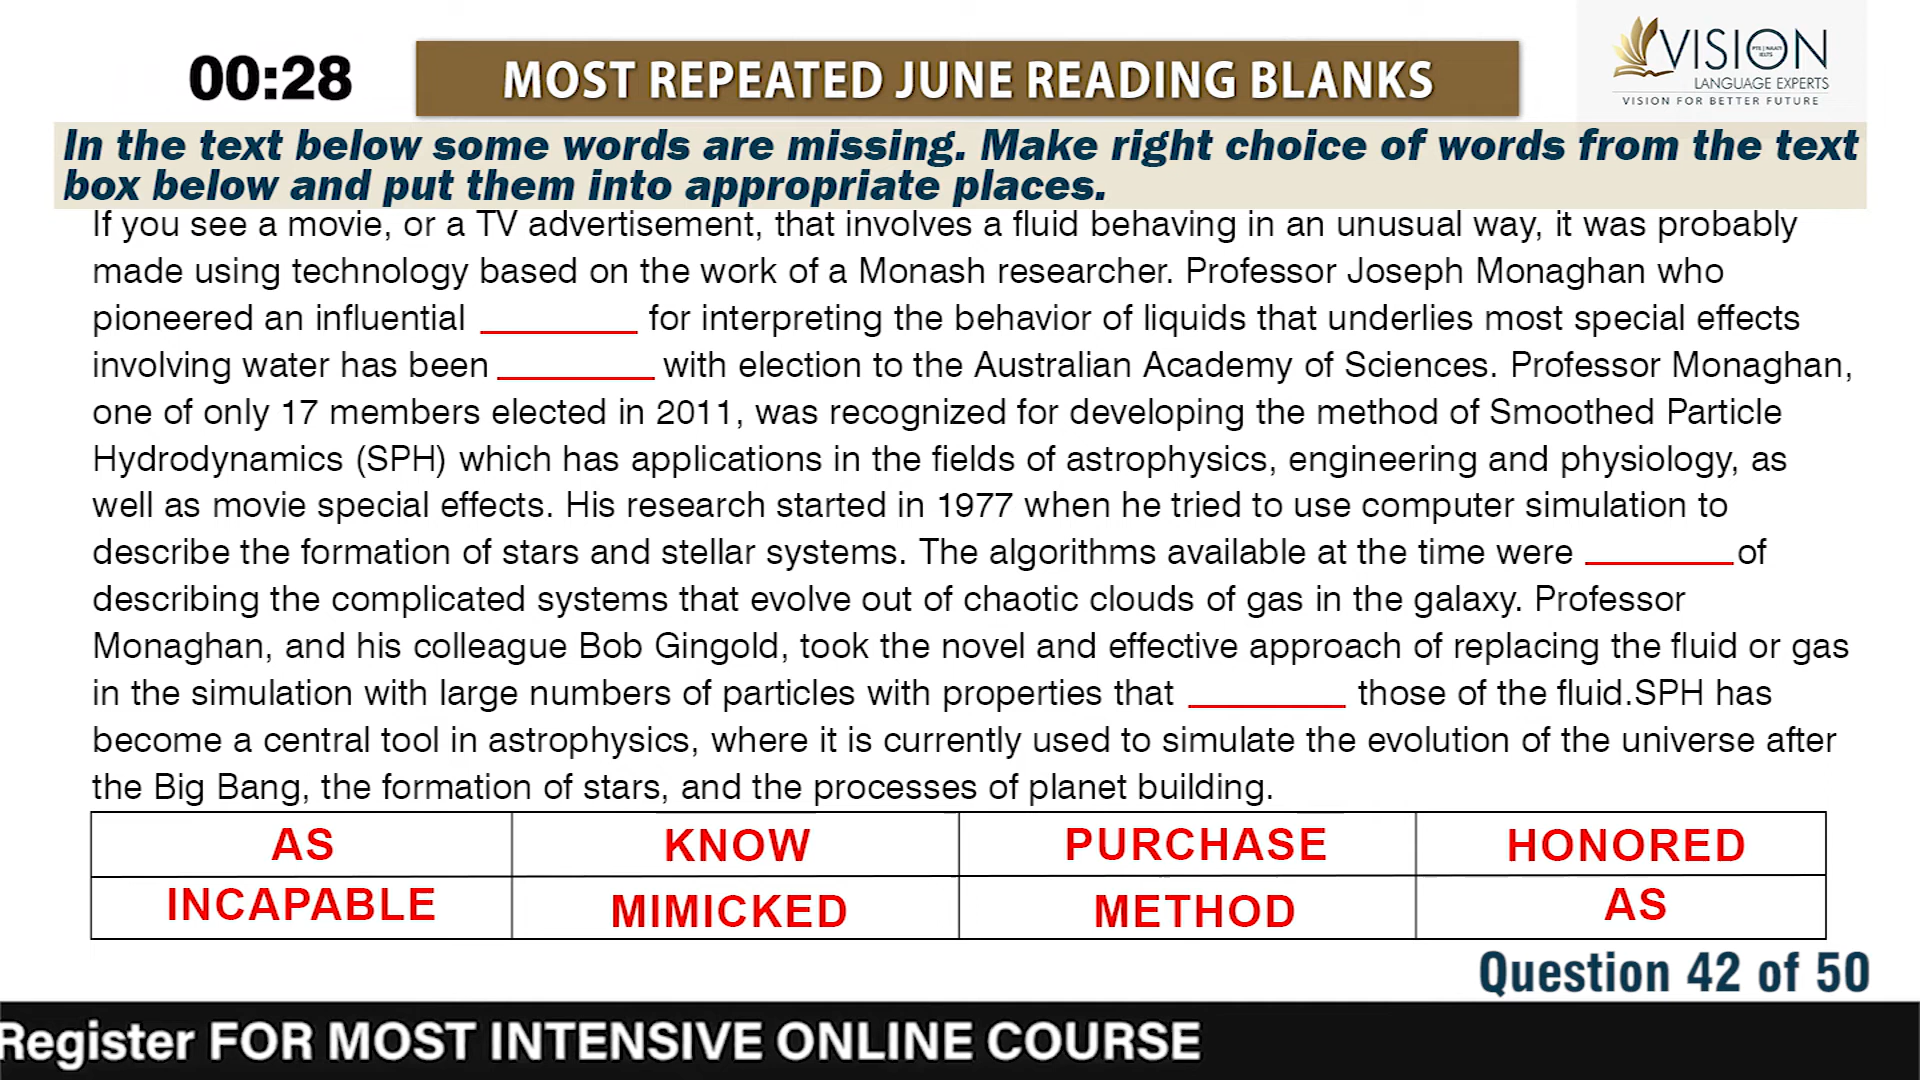 00:28
MOST REPEATED JUNE READING BLANKS
VISION
PTE | NAATI
IELTS
LANGUAGE EXPERTS
VISION FOR BETTER FUTURE
In the text below some words are missing. Make right choice of words from the text
box below and put them into appropriate places.
If you see a movie, or a TV advertisement, that involves a fluid behaving in an unusual way, it was probably
made using technology based on the work of a Monash researcher. Professor Joseph Monaghan who
pioneered an influential ________ for interpreting the behavior of liquids that underlies most special effects
involving water has been ________ with election to the Australian Academy of Sciences. Professor Monaghan,
one of only 17 members elected in 2011, was recognized for developing the method of Smoothed Particle
Hydrodynamics (SPH) which has applications in the fields of astrophysics, engineering and physiology, as
well as movie special effects. His research started in 1977 when he tried to use computer simulation to
describe the formation of stars and stellar systems. The algorithms available at the time were ________ of
describing the complicated systems that evolve out of chaotic clouds of gas in the galaxy. Professor
Monaghan, and his colleague Bob Gingold, took the novel and effective approach of replacing the fluid or gas
in the simulation with large numbers of particles with properties that ________ those of the fluid.SPH has
become a central tool in astrophysics, where it is currently used to simulate the evolution of the universe after
the Big Bang, the formation of stars, and the processes of planet building.
AS KNOW PURCHASE HONORED
INCAPABLE MIMICKED METHOD AS
Question 42 of 50
Register FOR MOST INTENSIVE ONLINE COURSE